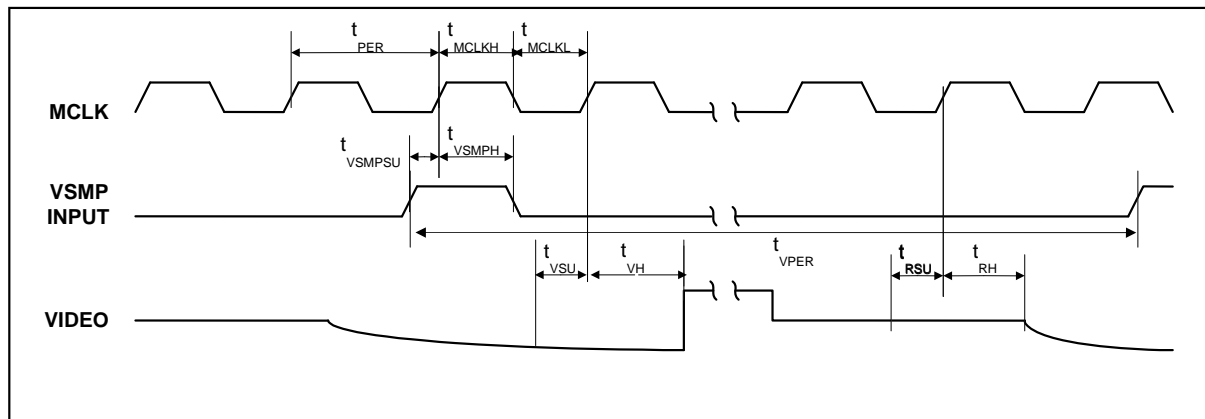 t PER
t MCLKH
t MCLKL
MCLK
t VSMPSU
t VSMPH
VSMP
INPUT
t VPER
t VSU
t VH
t RSU
t RH
VIDEO